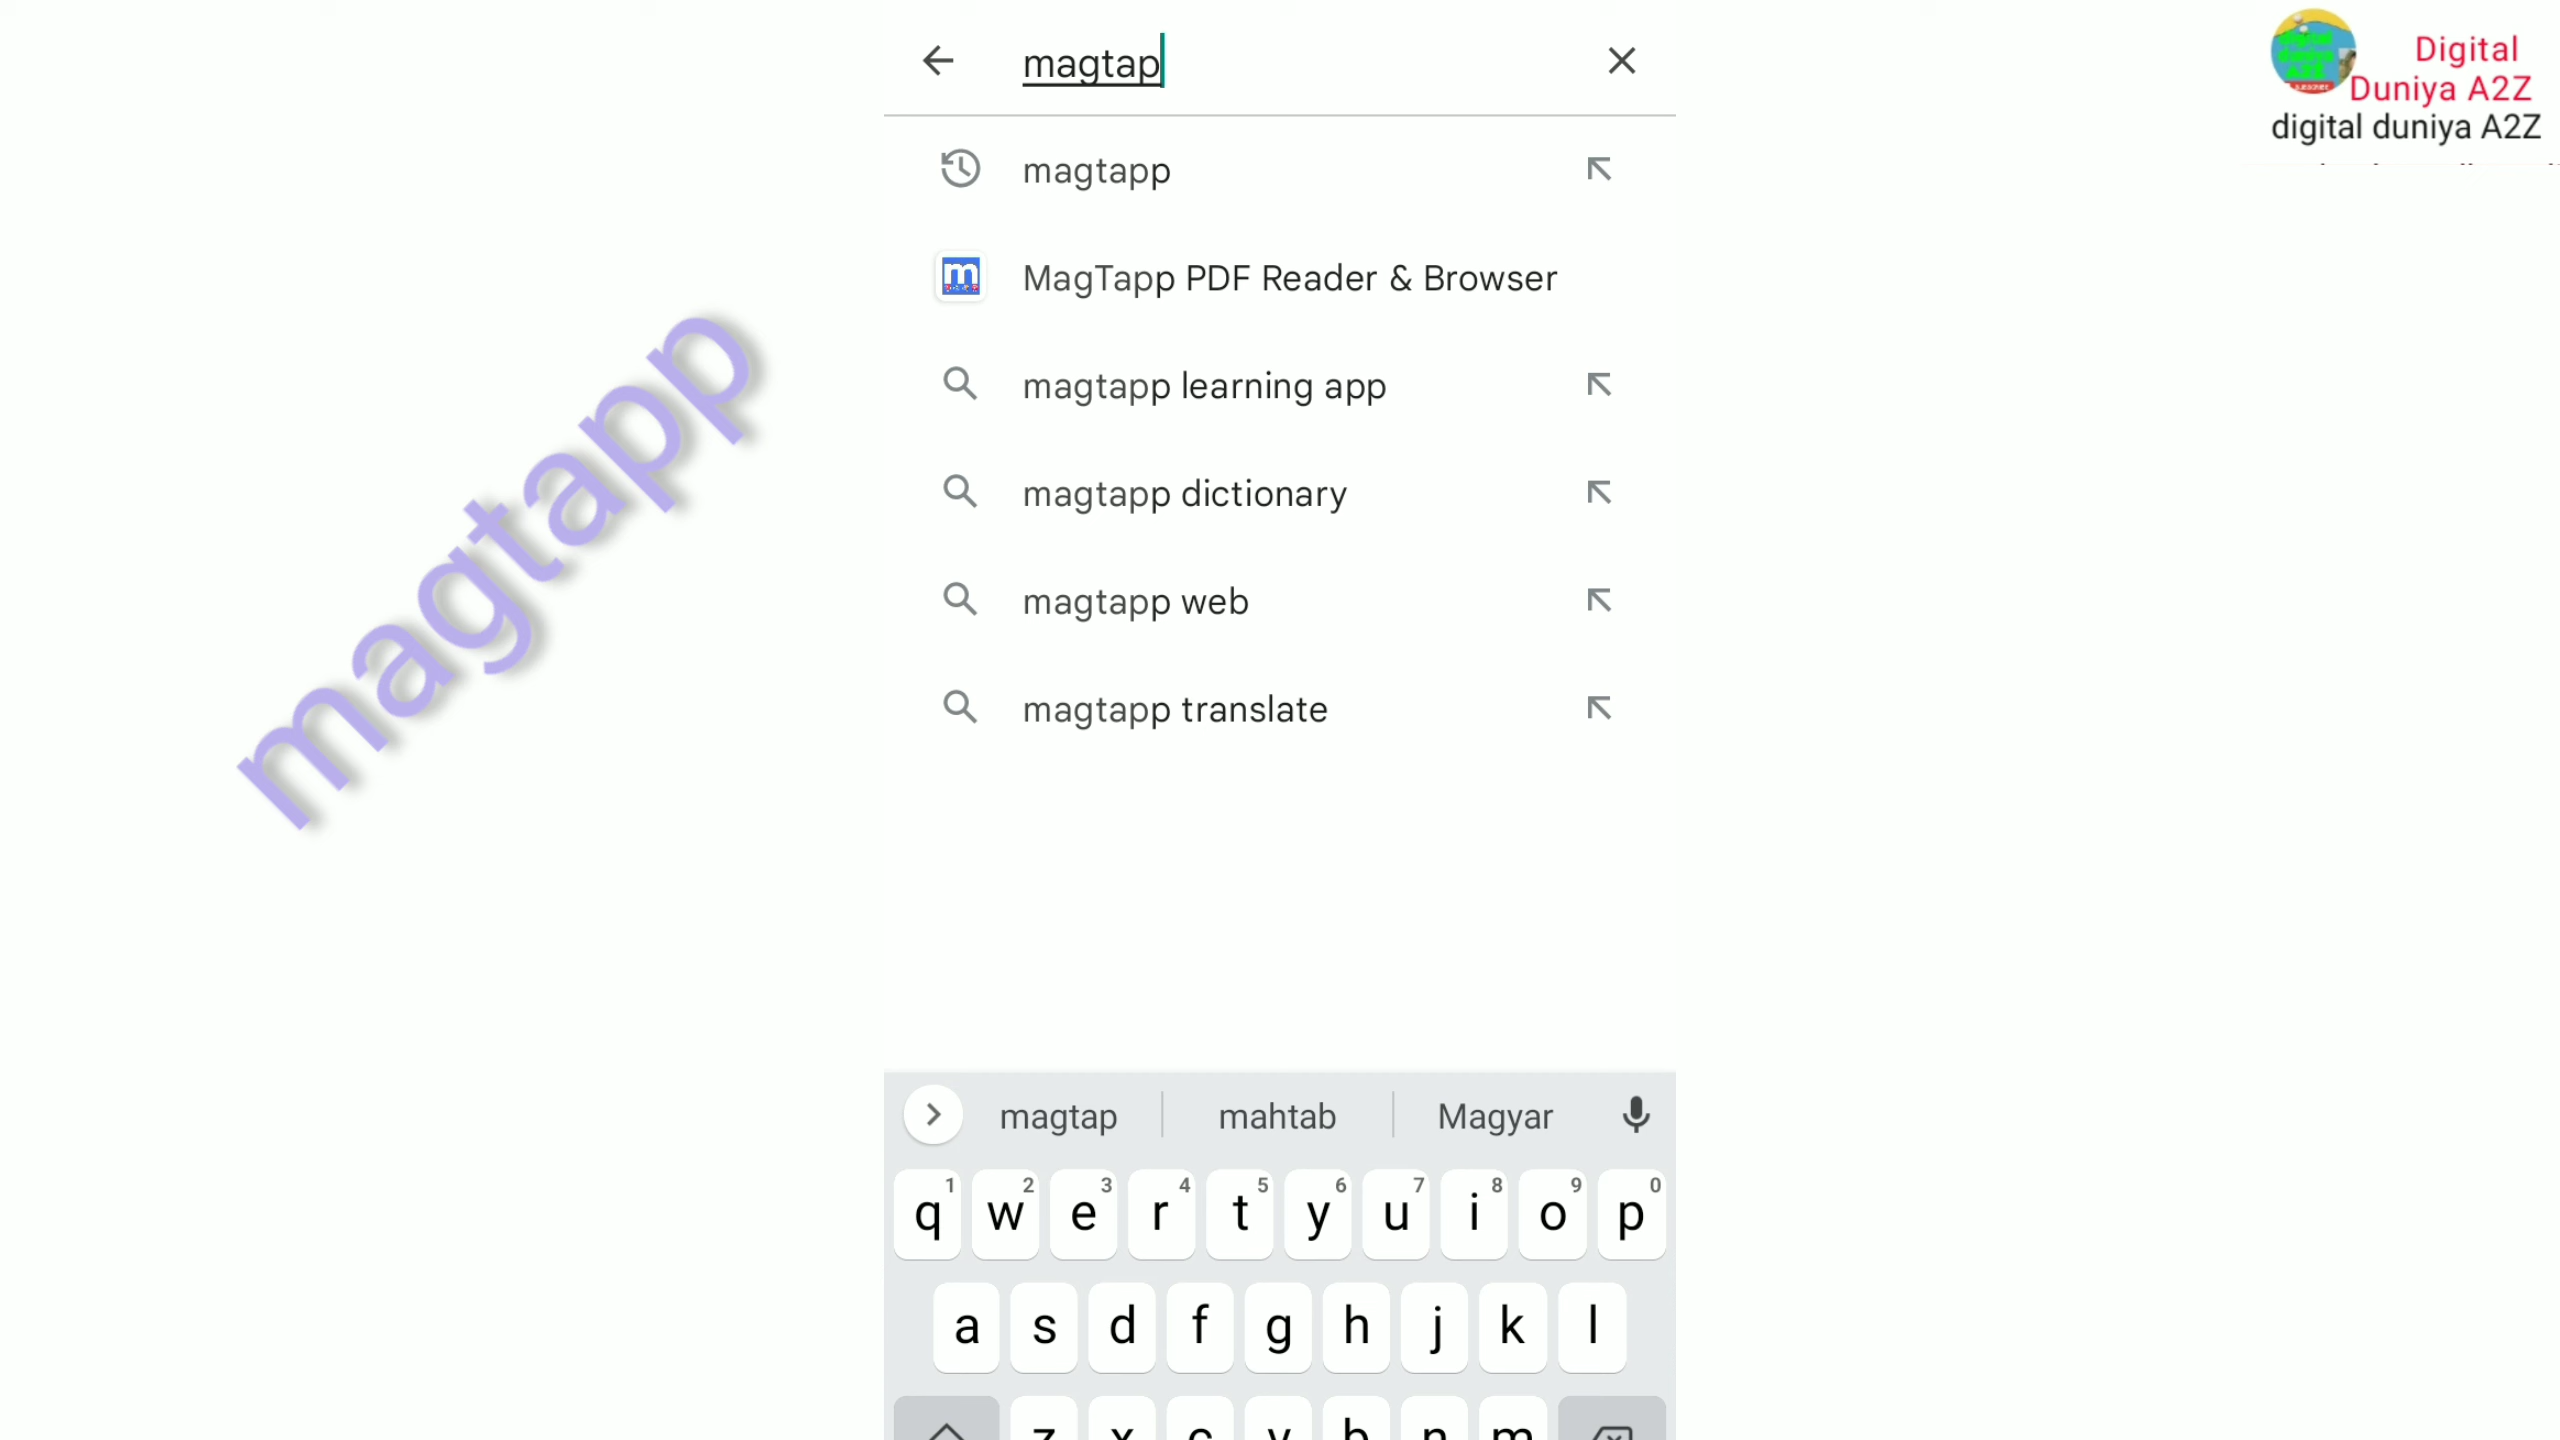 magtap
Digital
Duniya A2Z
digital duniya A2Z
magtapp
MagTapp PDF Reader & Browser
magtapp learning app
magtapp dictionary
magtapp web
magtapp translate
magtapp
magtap mahtab Magyar
1 2 3 4 5 6 7 8 9 0
q w e r t y u i o p
a s d f g h j k l
z x c v b n m